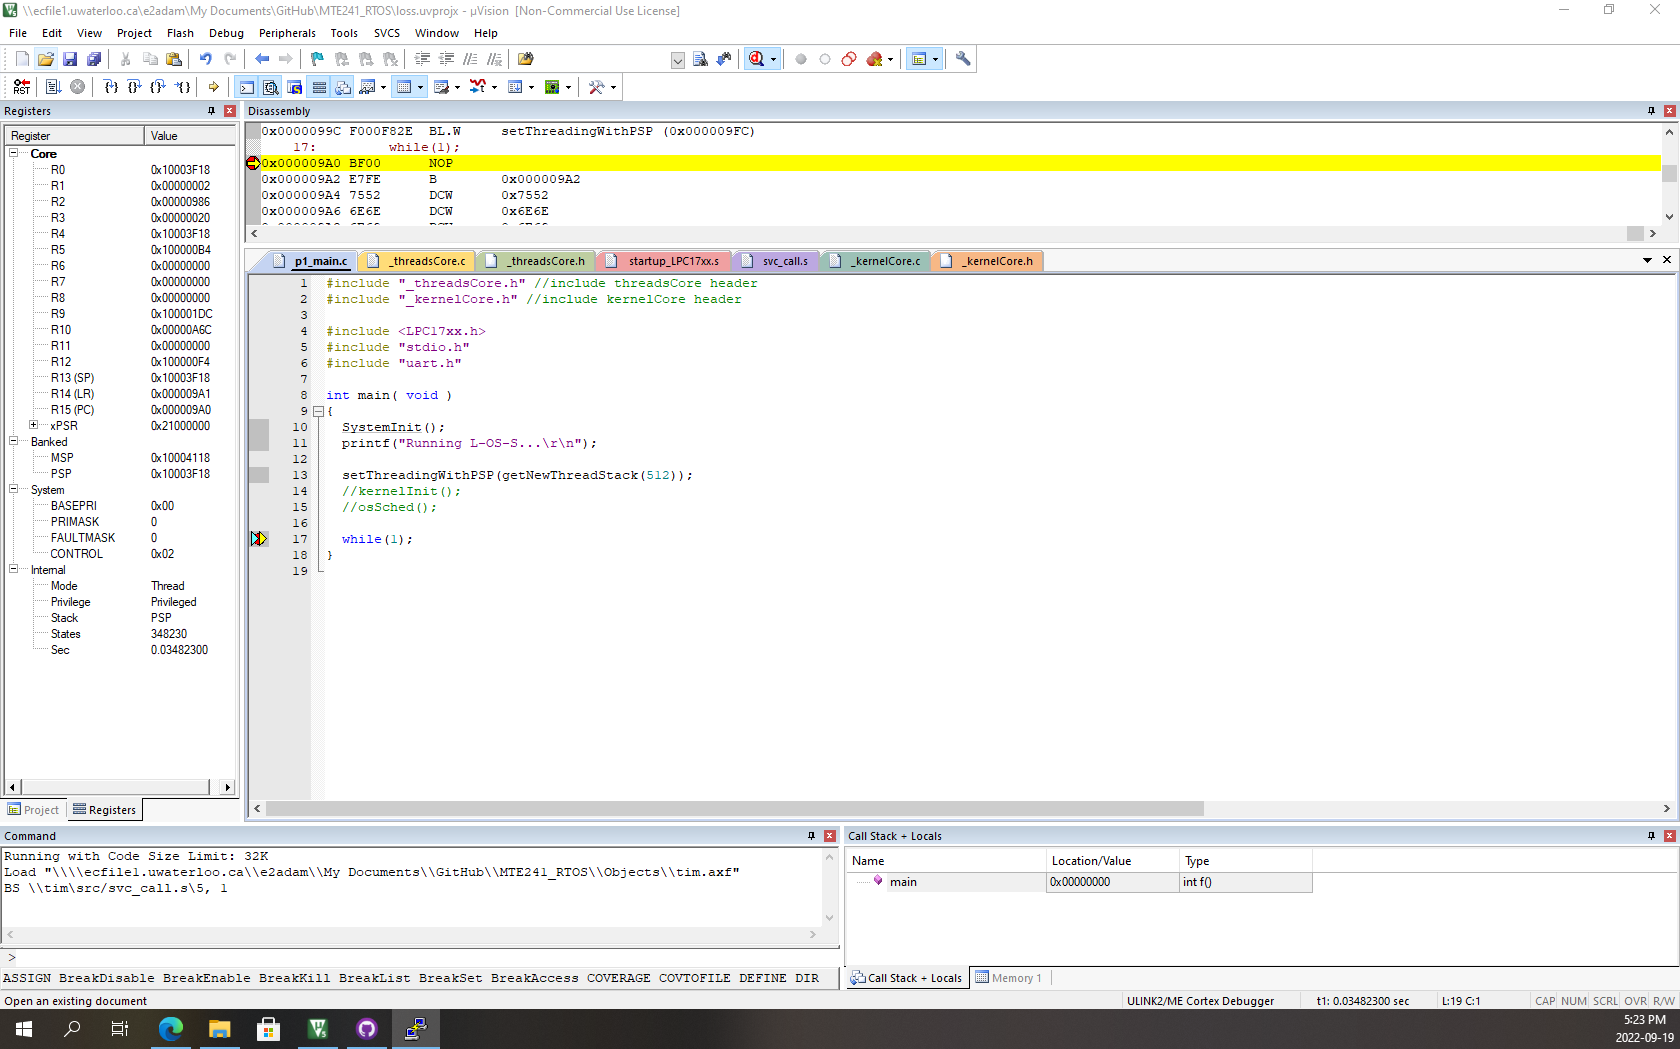 \\ecfile1.uwaterloo.ca\e2adam\My Documents\GitHub\MTE241_RTOS\loss.uvprojx - µVision  [Non-Commercial Use License]
File Edit View Project Flash Debug Peripherals Tools SVCS Window Help
RST
Registers
Register Value
Core
R0 0x10003F18
R1 0x00000002
R2 0x00000986
R3 0x00000020
R4 0x10003F18
R5 0x100000B4
R6 0x00000000
R7 0x00000000
R8 0x00000000
R9 0x100001DC
R10 0x00000A6C
R11 0x00000000
R12 0x100000F4
R13 (SP) 0x10003F18
R14 (LR) 0x000009A1
R15 (PC) 0x000009A0
xPSR 0x21000000
Banked
MSP 0x10004118
PSP 0x10003F18
System
BASEPRI 0x00
PRIMASK 0
FAULTMASK 0
CONTROL 0x02
Internal
Mode Thread
Privilege Privileged
Stack PSP
States 348230
Sec 0.03482300
Project Registers
Disassembly
0x0000099C F000F82E BL.W setThreadingWithPSP (0x000009FC)
17: while(1);
0x000009A0 BF00 NOP
0x000009A2 E7FE B 0x000009A2
0x000009A4 7552 DCW 0x7552
0x000009A6 6E6E DCW 0x6E6E
p1_main.c _threadsCore.c _threadsCore.h startup_LPC17xx.s svc_call.s _kernelCore.c _kernelCore.h
1 #include "_threadsCore.h" //include threadsCore header
2 #include "_kernelCore.h" //include kernelCore header
3
4 #include <LPC17xx.h>
5 #include "stdio.h"
6 #include "uart.h"
7
8 int main( void )
9 {
10 SystemInit();
11 printf("Running L-OS-S...\r\n");
12
13 setThreadingWithPSP(getNewThreadStack(512));
14 //kernelInit();
15 //osSched();
16
17 while(1);
18 }
19
Command
Running with Code Size Limit: 32K
Load "\\\\ecfile1.uwaterloo.ca\\e2adam\\My Documents\\GitHub\\MTE241_RTOS\\Objects\\tim.axf"
BS \\tim\src/svc_call.s\5, 1
>
ASSIGN BreakDisable BreakEnable BreakKill BreakList BreakSet BreakAccess COVERAGE COVTOFILE DEFINE DIR
Call Stack + Locals
Name Location/Value Type
main 0x00000000 int f()
Call Stack + Locals Memory 1
Open an existing document ULINK2/ME Cortex Debugger t1: 0.03482300 sec L:19 C:1 CAP NUM SCRL OVR R/W
5:23 PM
2022-09-19